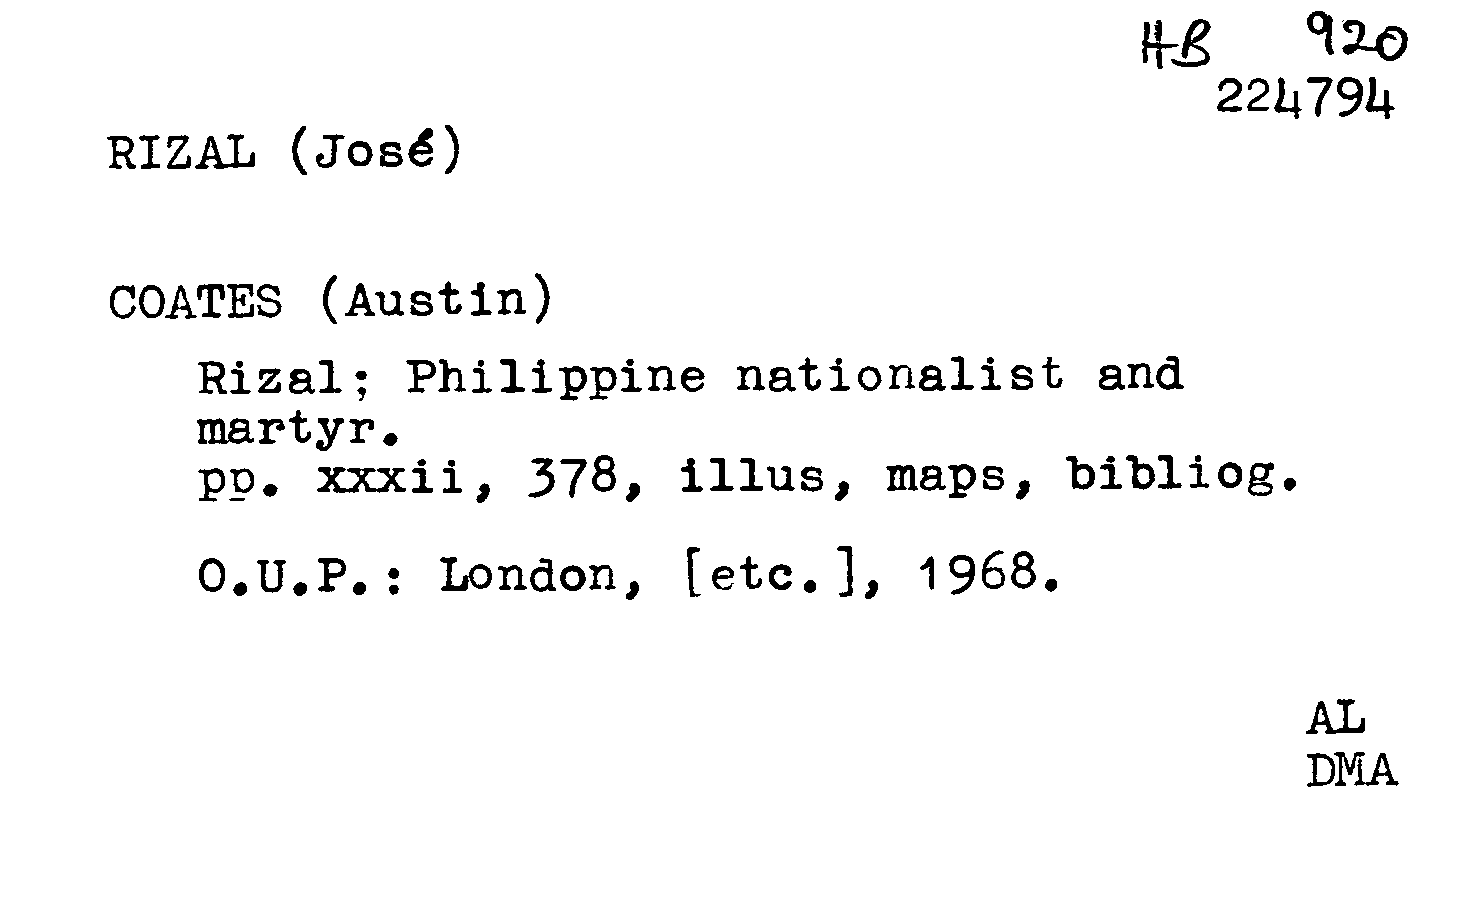 HB 920
224794
RIZAL (José)
COATES (Austin)
Rizal; Philippine nationalist and
martyr.
pp. xxxii, 378, illus, maps, bibliog.
O.U.P.: London, [etc.], 1968.
AL
DMA